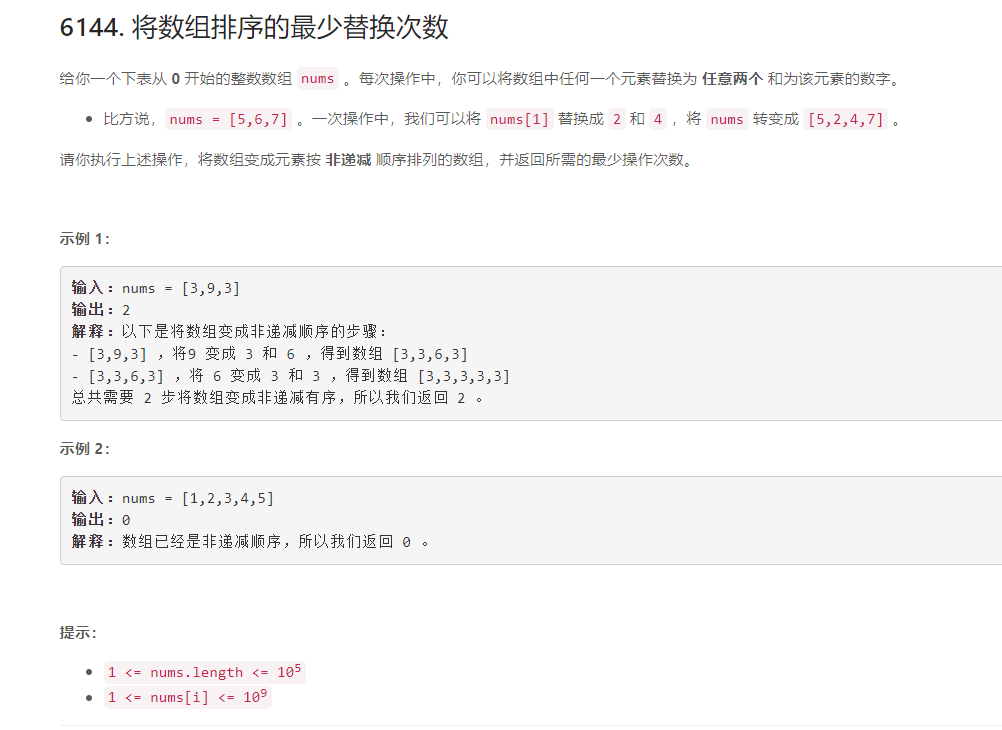 6144. 将数组排序的最少替换次数
给你一个下表从 0 开始的整数数组 nums 。每次操作中，你可以将数组中任何一个元素替换为 任意两个 和为该元素的数字。
• 比方说，nums = [5,6,7] 。一次操作中，我们可以将 nums[1] 替换成 2 和 4 ，将 nums 转变成 [5,2,4,7] 。
请你执行上述操作，将数组变成元素按 非递减 顺序排列的数组，并返回所需的最少操作次数。
示例 1：
输入：nums = [3,9,3]
输出：2
解释：以下是将数组变成非递减顺序的步骤：
- [3,9,3] ，将9 变成 3 和 6 ，得到数组 [3,3,6,3]
- [3,3,6,3] ，将 6 变成 3 和 3 ，得到数组 [3,3,3,3,3]
总共需要 2 步将数组变成非递减有序，所以我们返回 2 。
示例 2：
输入：nums = [1,2,3,4,5]
输出：0
解释：数组已经是非递减顺序，所以我们返回 0 。
提示：
• 1 <= nums.length <= 10⁵
• 1 <= nums[i] <= 10⁹